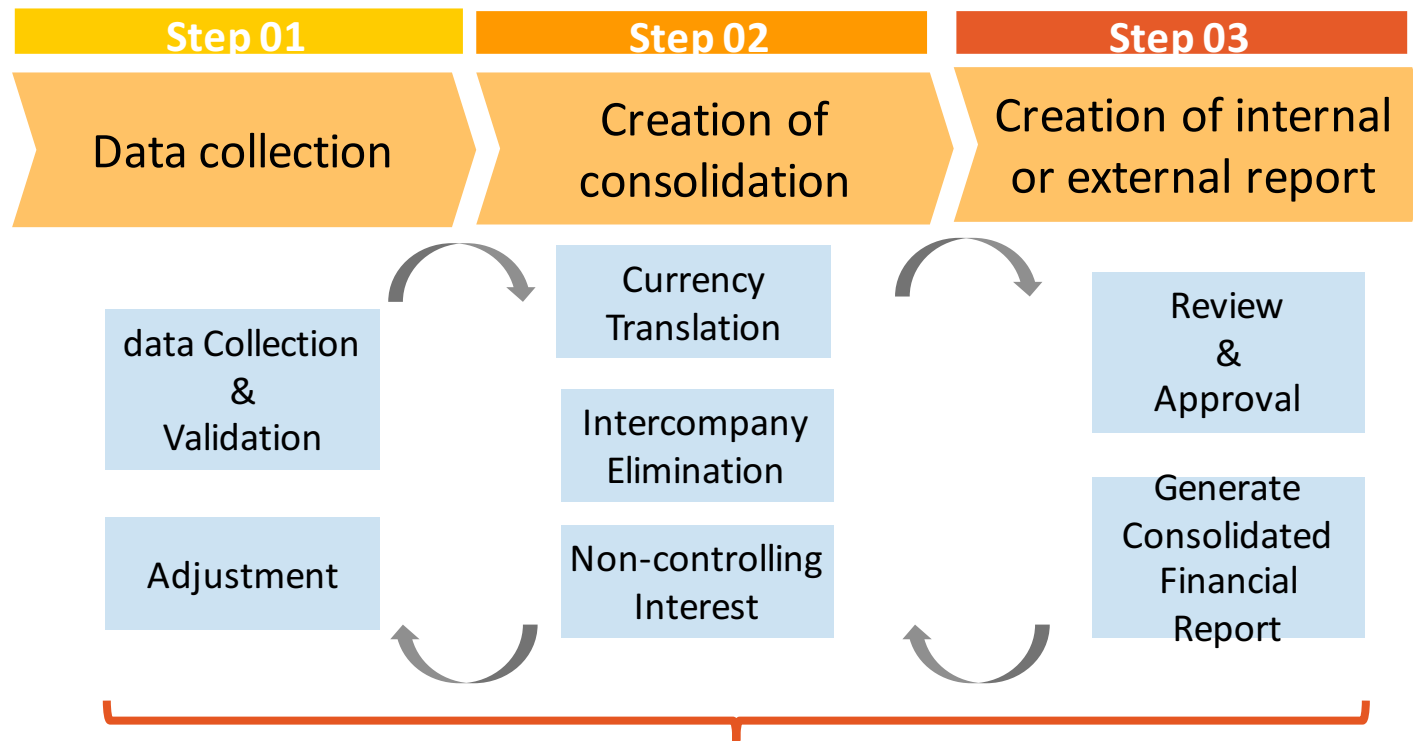 Step 01
Step 02
Step 03
Data collection
Creation of
consolidation
Creation of internal
or external report
data Collection
&
Validation
Adjustment
Currency
Translation
Intercompany
Elimination
Non-controlling
Interest
Review
&
Approval
Generate
Consolidated
Financial
Report